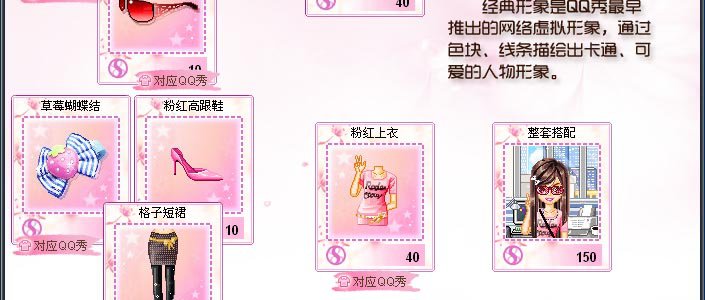 10
对应QQ秀
40
经典形象是QQ秀最早
推出的网络虚拟形象，通过
色块、线条描绘出卡通、可
爱的人物形象。
草莓蝴蝶结
对应QQ秀
粉红高跟鞋
10
格子短裙
粉红上衣
40
对应QQ秀
整套搭配
150